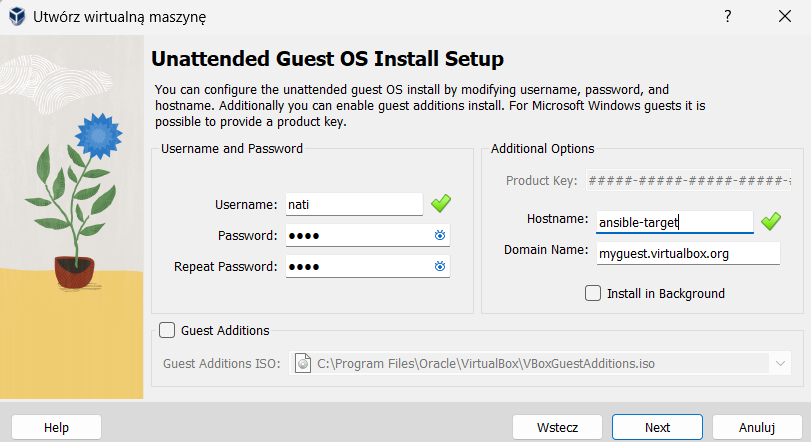 Utwórz wirtualną maszynę
?
Unattended Guest OS Install Setup
You can configure the unattended guest OS install by modifying username, password, and
hostname. Additionally you can enable guest additions install. For Microsoft Windows guests it is
possible to provide a product key.
Username and Password
Username: nati
Password: ●●●●
Repeat Password: ●●●●
Additional Options
Product Key: #####-#####-#####-#####-#
Hostname: ansible-target
Domain Name: myguest.virtualbox.org
Install in Background
Guest Additions
Guest Additions ISO: C:\Program Files\Oracle\VirtualBox\VBoxGuestAdditions.iso
Help
Wstecz
Next
Anuluj